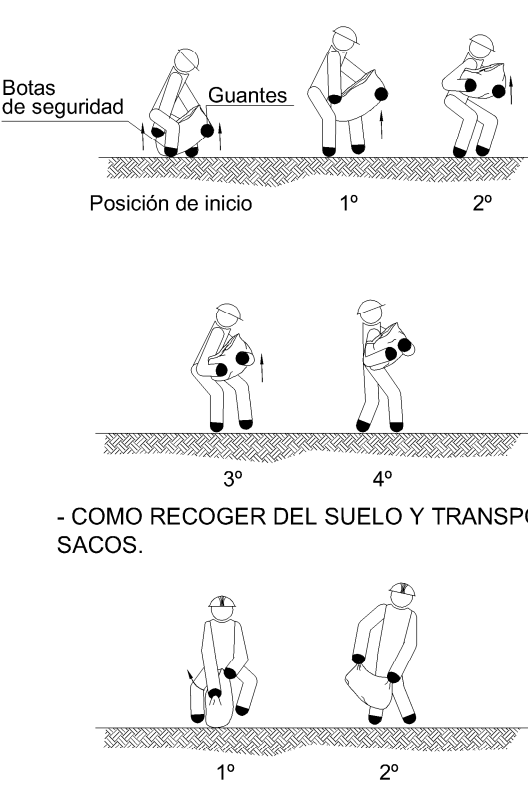 Botas
de seguridad
Guantes
Posición de inicio
1º
2º
3º
4º
- COMO RECOGER DEL SUELO Y
SACOS.
1º
2º